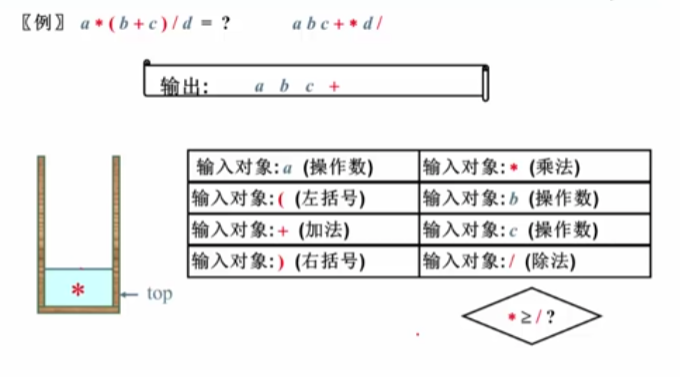 〖例〗 a*(b+c)/d = ? abc+*d/
输出: a b c +
输入对象:a (操作数) 输入对象:* (乘法)
输入对象:( (左括号) 输入对象:b (操作数)
输入对象:+ (加法) 输入对象:c (操作数)
输入对象:) (右括号) 输入对象:/ (除法)
* top
*≥/?